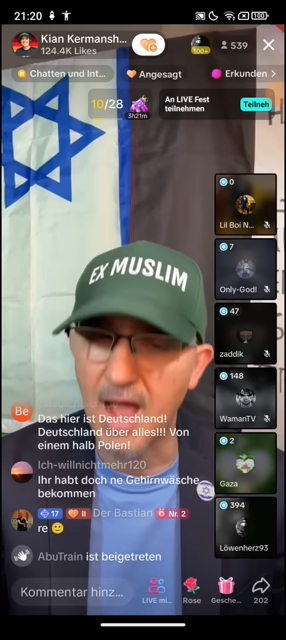 21:20
100
Kian Kermansh...
124.4K Likes
100+
539
Chatten und Int...
Angesagt
Erkunden
10/28
3h21m
An LIVE Fest
teilnehmen
Teilneh
EX MUSLIM
0
Lil Boi N...
7
Only-God!
47
zaddik
148
WamanTV
2
Gaza
394
Löwenherz93
Be
Das hier ist Deutschland!
Deutschland über alles!!! Von
einem halb Polen!
Ich-willnichtmehr120
Ihr habt doch ne Gehirnwäsche
bekommen
17 II Der Bastian Nr. 2
re
AbuTrain ist beigetreten
Kommentar hinz...
LIVE mi...
Rose
Gesche...
202